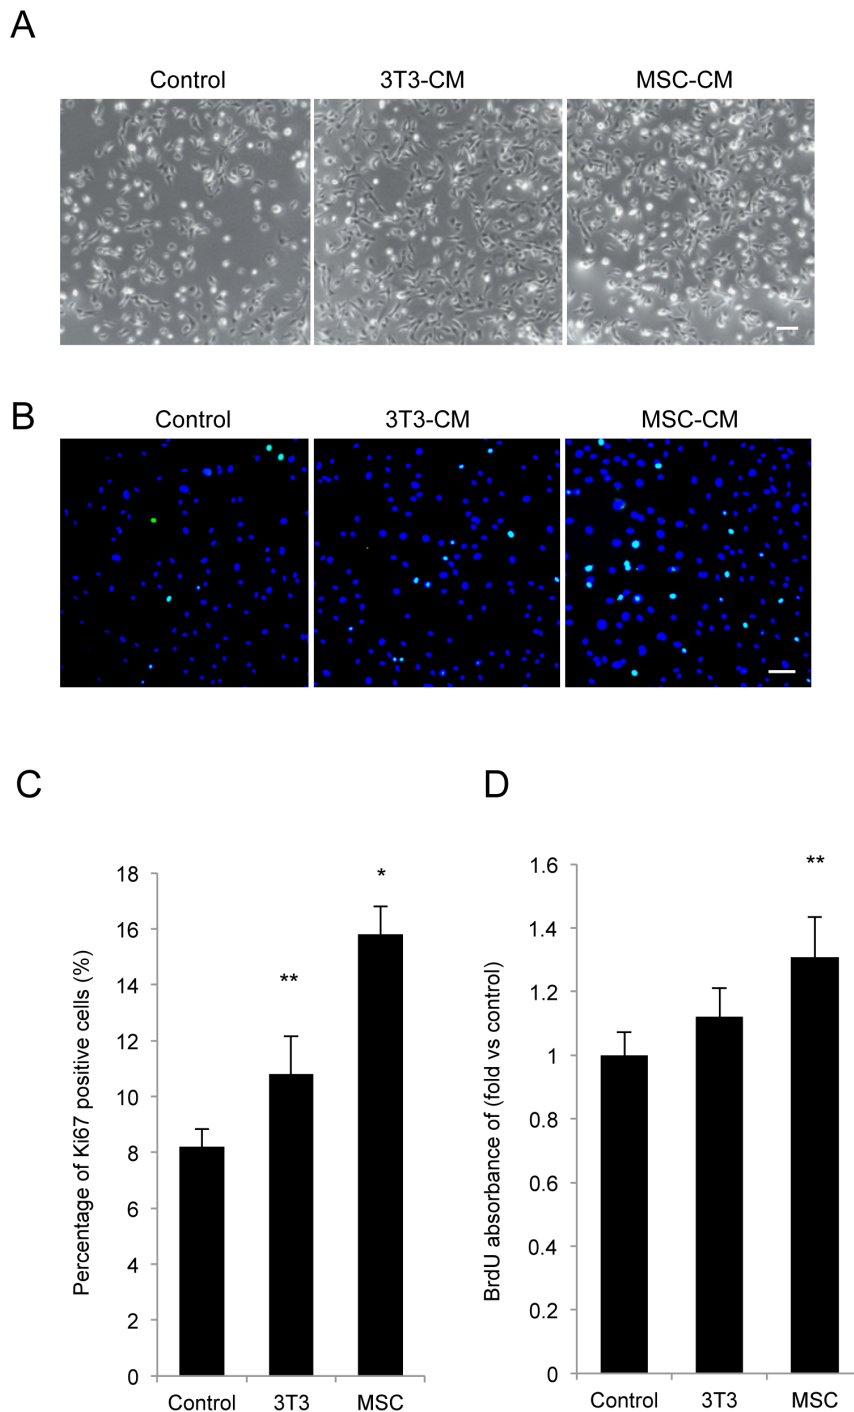 A
Control 3T3-CM MSC-CM
B
Control 3T3-CM MSC-CM
C
Percentage of Ki67 positive cells (%)
18
16
14
12
10
8
6
4
2
0
**
*
Control 3T3 MSC
D
BrdU absorbance of (fold vs control)
1.6
1.4
1.2
1
0.8
0.6
0.4
0.2
0
**
Control 3T3 MSC